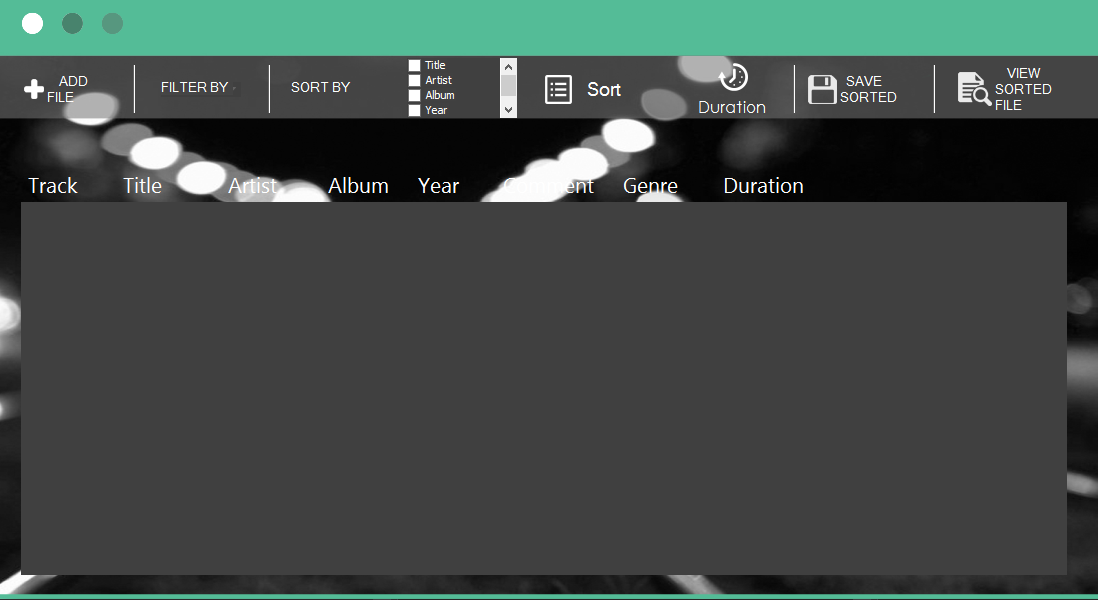 ADD
FILE
FILTER BY
SORT BY
Title
Artist
Album
Year
Sort
Duration
SAVE
SORTED
VIEW
SORTED
FILE
Track Title Artist Album Year Comment Genre Duration